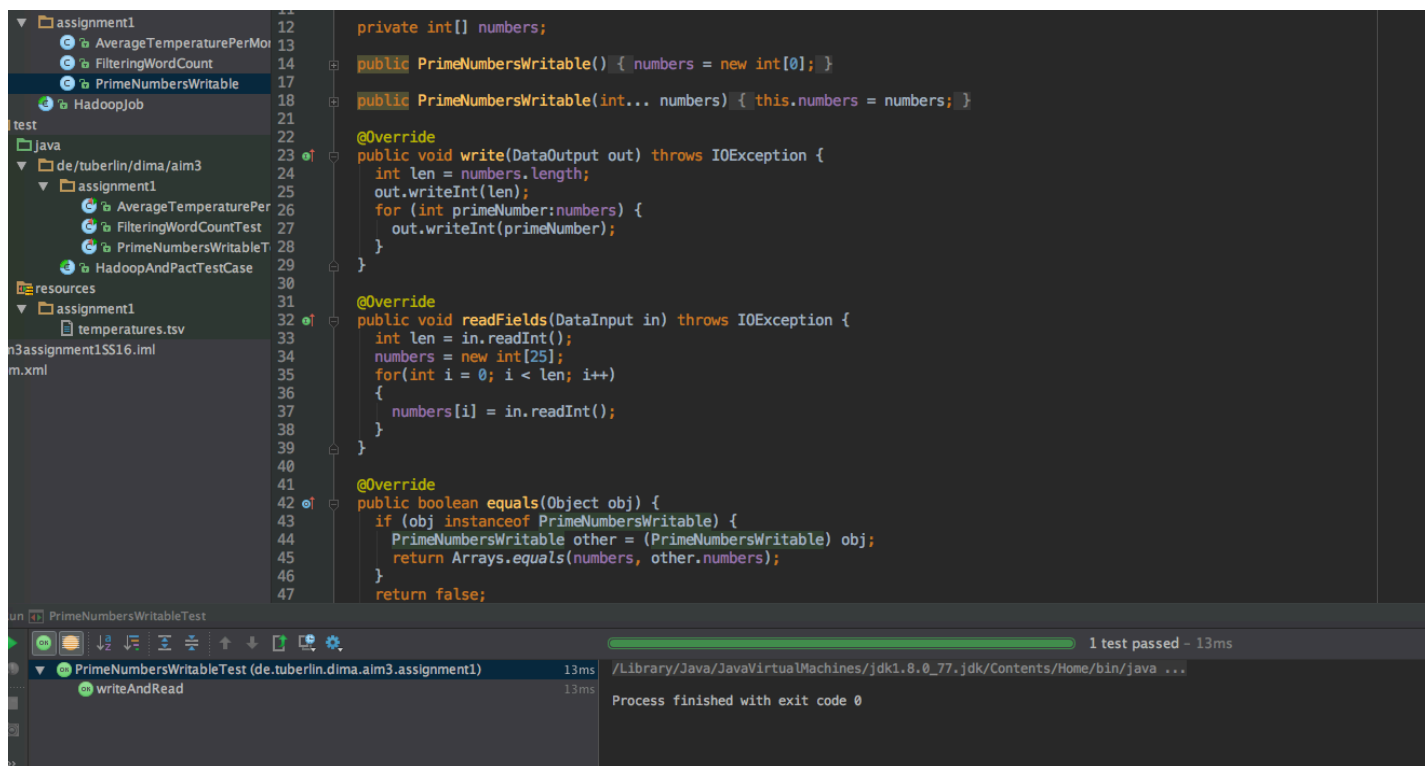 assignment1
AverageTemperaturePerMo
FilteringWordCount
PrimeNumbersWritable
HadoopJob
test
java
de/tuberlin/dima/aim3
assignment1
AverageTemperaturePer
FilteringWordCountTest
PrimeNumbersWritableT
HadoopAndPactTestCase
resources
assignment1
temperatures.tsv
m3assignment1SS16.iml
m.xml
12 private int[] numbers;
13
14 public PrimeNumbersWritable() { numbers = new int[0]; }
17
18 public PrimeNumbersWritable(int... numbers) { this.numbers = numbers; }
21
22 @Override
23 public void write(DataOutput out) throws IOException {
24 int len = numbers.length;
25 out.writeInt(len);
26 for (int primeNumber:numbers) {
27 out.writeInt(primeNumber);
28 }
29 }
30
31 @Override
32 public void readFields(DataInput in) throws IOException {
33 int len = in.readInt();
34 numbers = new int[25];
35 for(int i = 0; i < len; i++)
36 {
37 numbers[i] = in.readInt();
38 }
39 }
40
41 @Override
42 public boolean equals(Object obj) {
43 if (obj instanceof PrimeNumbersWritable) {
44 PrimeNumbersWritable other = (PrimeNumbersWritable) obj;
45 return Arrays.equals(numbers, other.numbers);
46 }
47 return false;
un PrimeNumbersWritableTest
1 test passed – 13ms
PrimeNumbersWritableTest (de.tuberlin.dima.aim3.assignment1) 13ms
writeAndRead 13ms
/Library/Java/JavaVirtualMachines/jdk1.8.0_77.jdk/Contents/Home/bin/java ...
Process finished with exit code 0